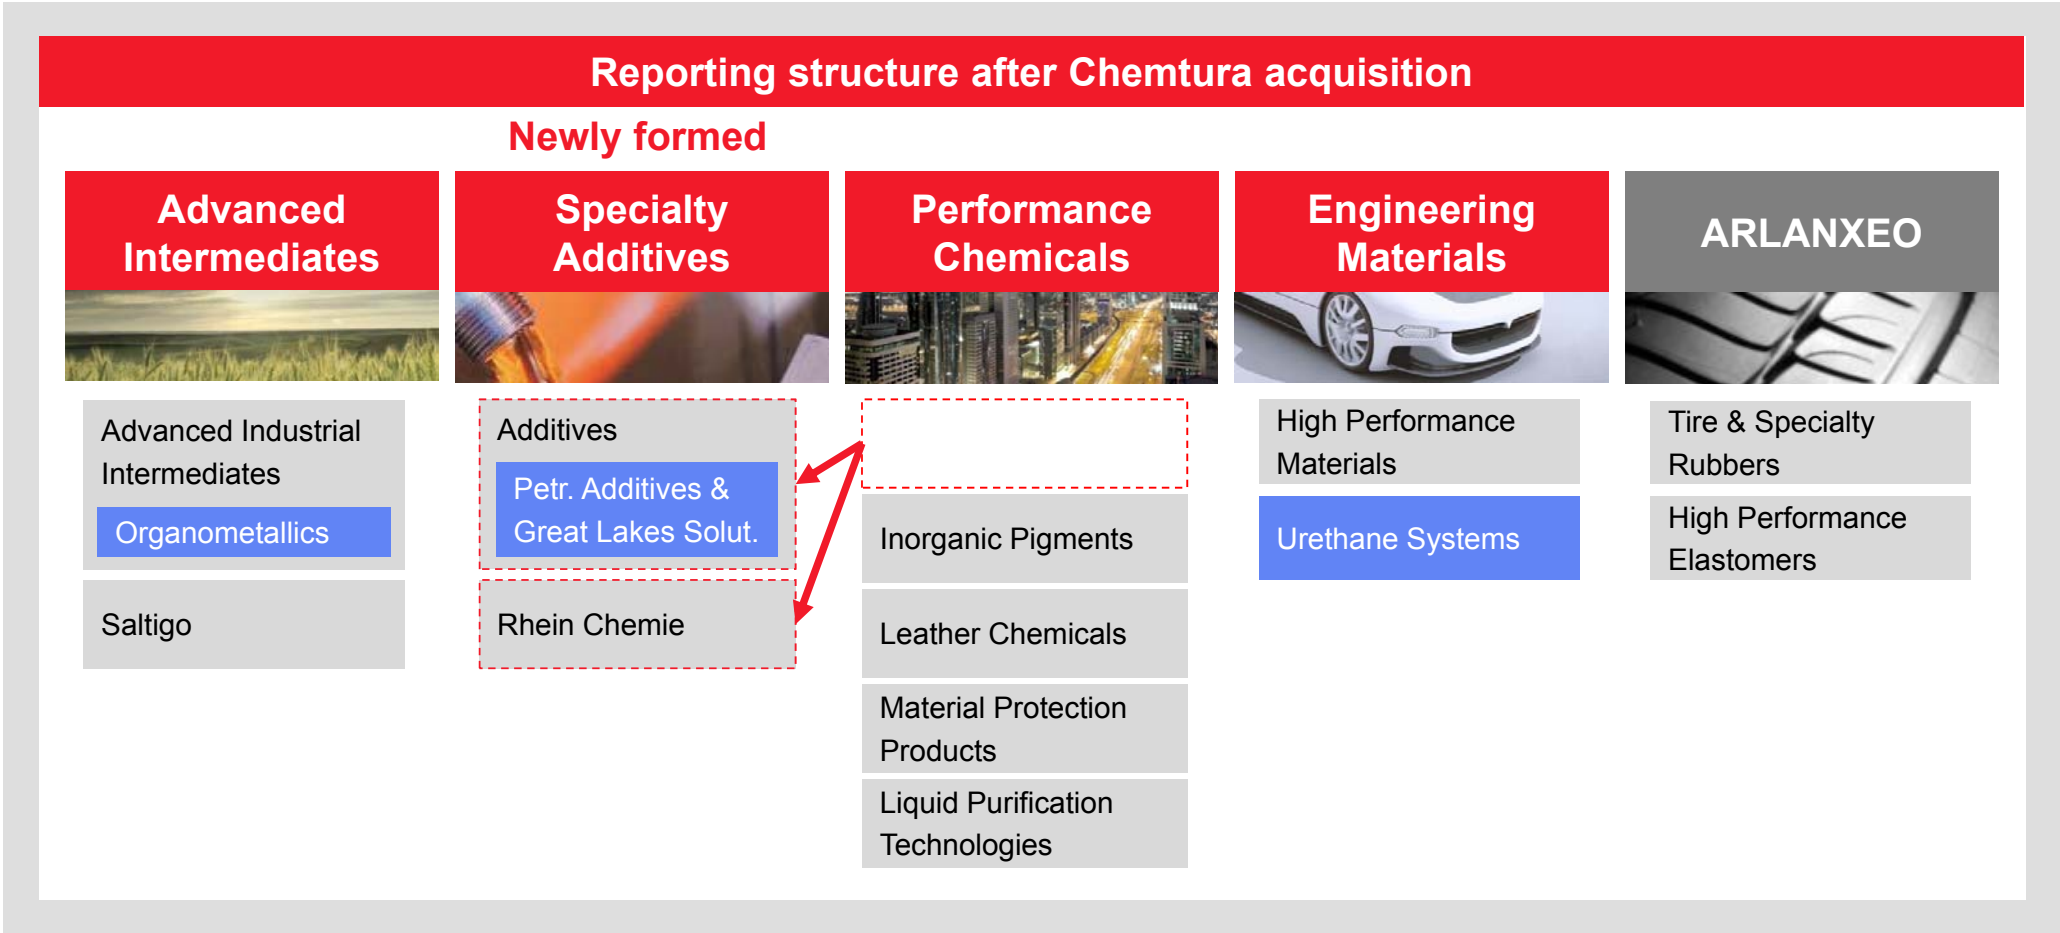 Reporting structure after Chemtura acquisition
Newly formed
Advanced
Intermediates
Advanced Industrial
Intermediates
Organometallics
Saltigo
Specialty
Additives
Additives
Petr. Additives &
Great Lakes Solut.
Rhein Chemie
Performance
Chemicals
Inorganic Pigments
Leather Chemicals
Material Protection
Products
Liquid Purification
Technologies
Engineering
Materials
High Performance
Materials
Urethane Systems
ARLANXEO
Tire & Specialty
Rubbers
High Performance
Elastomers